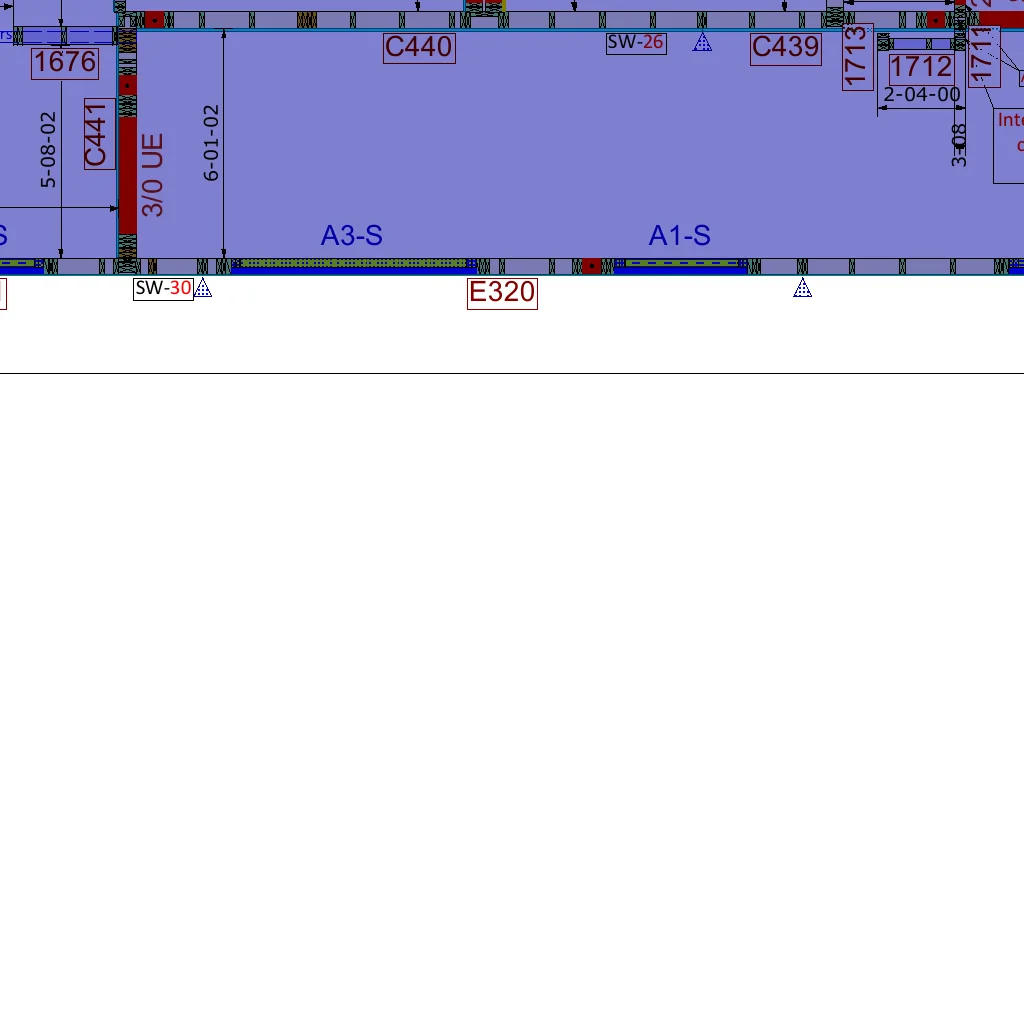 1676
C440
SW-26
C439
1713
1712
1711
2-04-00
C441
5-08-02
3/0 UE
6-01-02
3-08
Inte
A3-S
A1-S
SW-30
E320